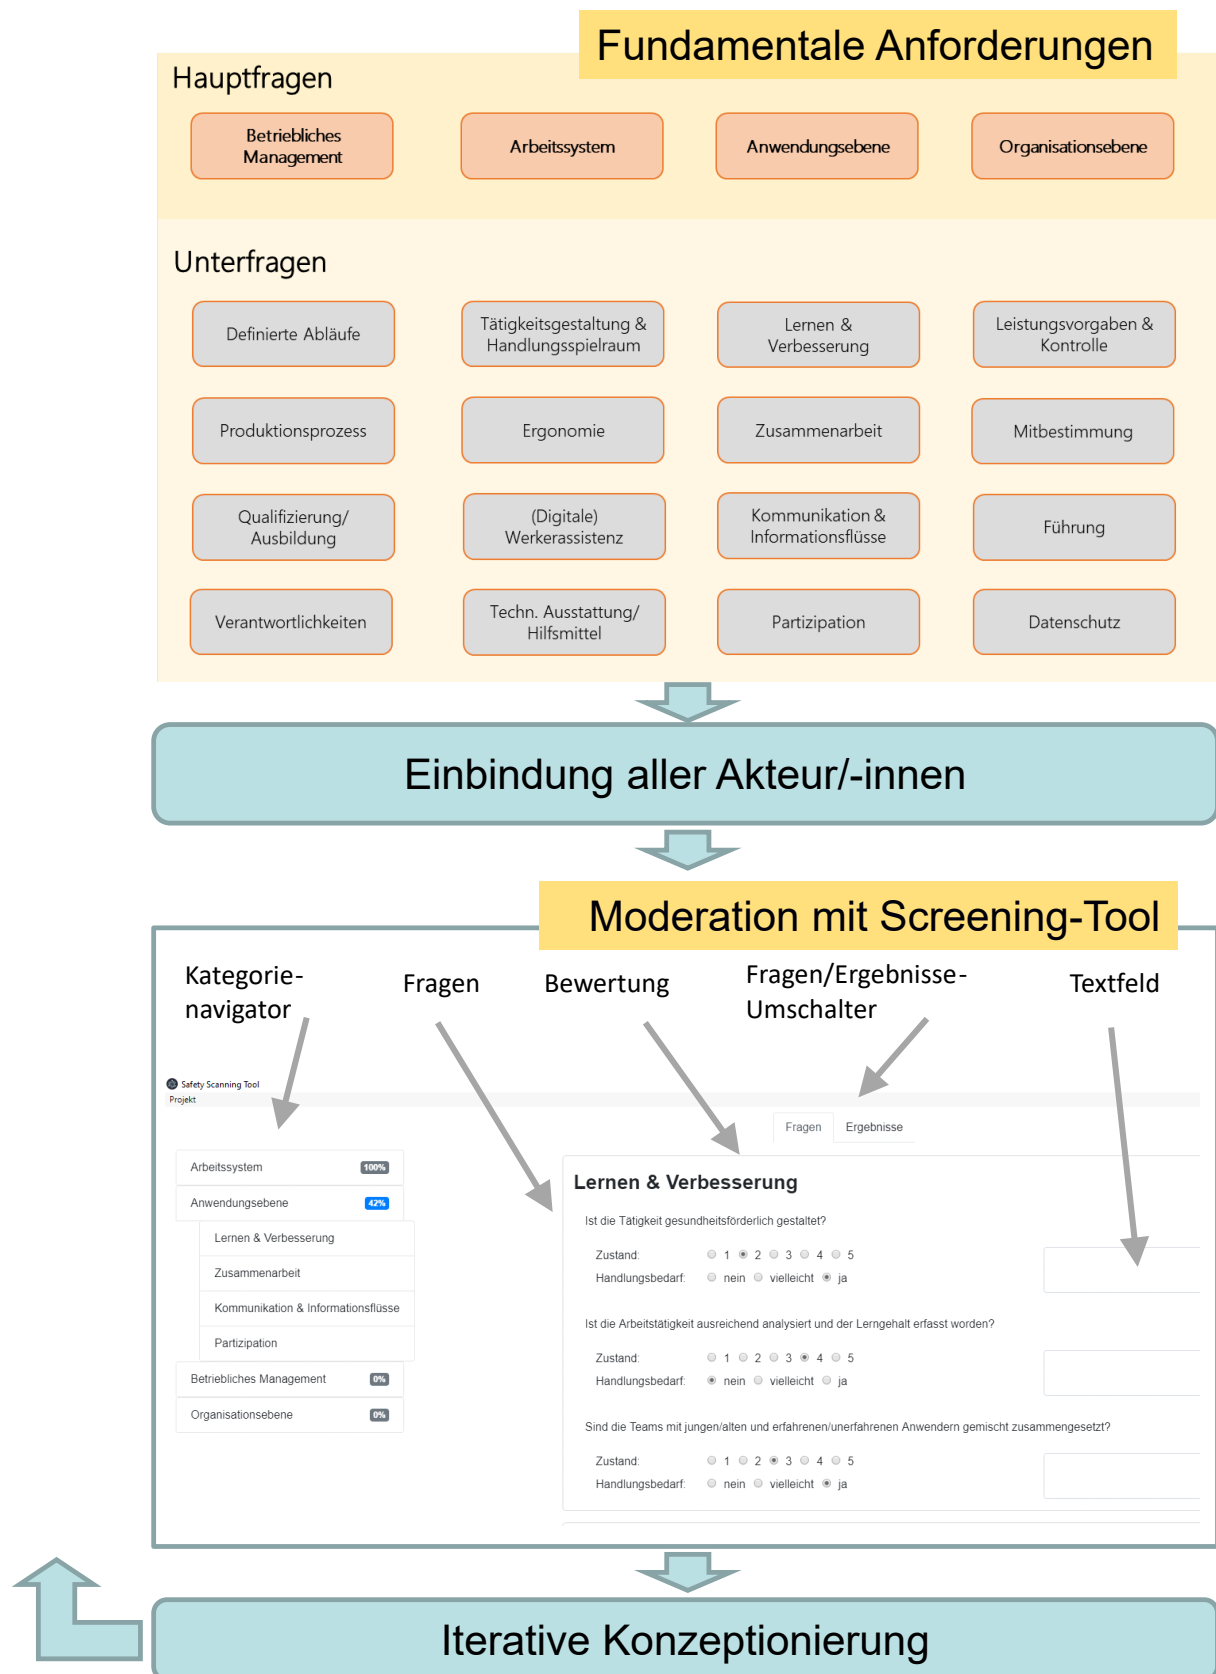 Fundamentale Anforderungen
Hauptfragen
Betriebliches
Management
Arbeitssystem
Anwendungsebene
Organisationsebene
Unterfragen
Definierte Abläufe
Tätigkeitsgestaltung &
Handlungsspielraum
Lernen &
Verbesserung
Leistungsvorgaben &
Kontrolle
Produktionsprozess
Ergonomie
Zusammenarbeit
Mitbestimmung
Qualifizierung/
Ausbildung
(Digitale)
Werkerassistenz
Kommunikation &
Informationsflüsse
Führung
Verantwortlichkeiten
Techn. Ausstattung/
Hilfsmittel
Partizipation
Datenschutz
Einbindung aller Akteur/-innen
Moderation mit Screening-Tool
Kategorie-
navigator
Fragen
Bewertung
Fragen/Ergebnisse-
Umschalter
Textfeld
Safety Scanning Tool
Projekt
Fragen Ergebnisse
Arbeitssystem 100%
Anwendungsebene 42%
Lernen & Verbesserung
Zusammenarbeit
Kommunikation & Informationsflüsse
Partizipation
Betriebliches Management 0%
Organisationsebene 0%
Lernen & Verbesserung
Ist die Tätigkeit gesundheitsförderlich gestaltet?
Zustand: 1 2 3 4 5
Handlungsbedarf: nein vielleicht ja
Ist die Arbeitstätigkeit ausreichend analysiert und der Lerngehalt erfasst worden?
Zustand: 1 2 3 4 5
Handlungsbedarf: nein vielleicht ja
Sind die Teams mit jungen/alten und erfahrenen/unerfahrenen Anwendern gemischt zusammengesetzt?
Zustand: 1 2 3 4 5
Handlungsbedarf: nein vielleicht ja
Iterative Konzeptionierung